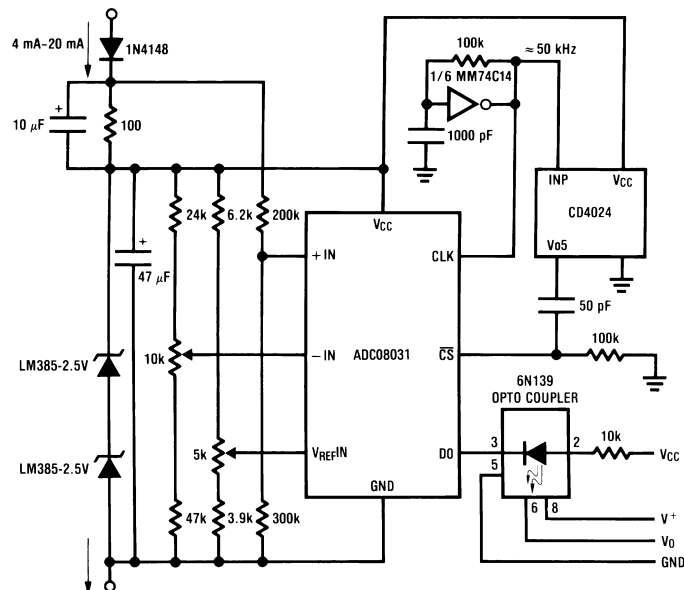 4 mA–20 mA
1N4148
+
10 μF
100
100k
≈ 50 kHz
1/6 MM74C14
1000 pF
INP
VCC
CD4024
VO5
24k
6.2k
200k
VCC
+
47 μF
+IN
CLK
50 pF
LM385-2.5V
10k
−IN
ADC08031
CS
100k
6N139
OPTO COUPLER
LM385-2.5V
5k
VREFIN
DO
3
2
10k
VCC
5
GND
47k
3.9k
300k
6
8
V+
VO
GND